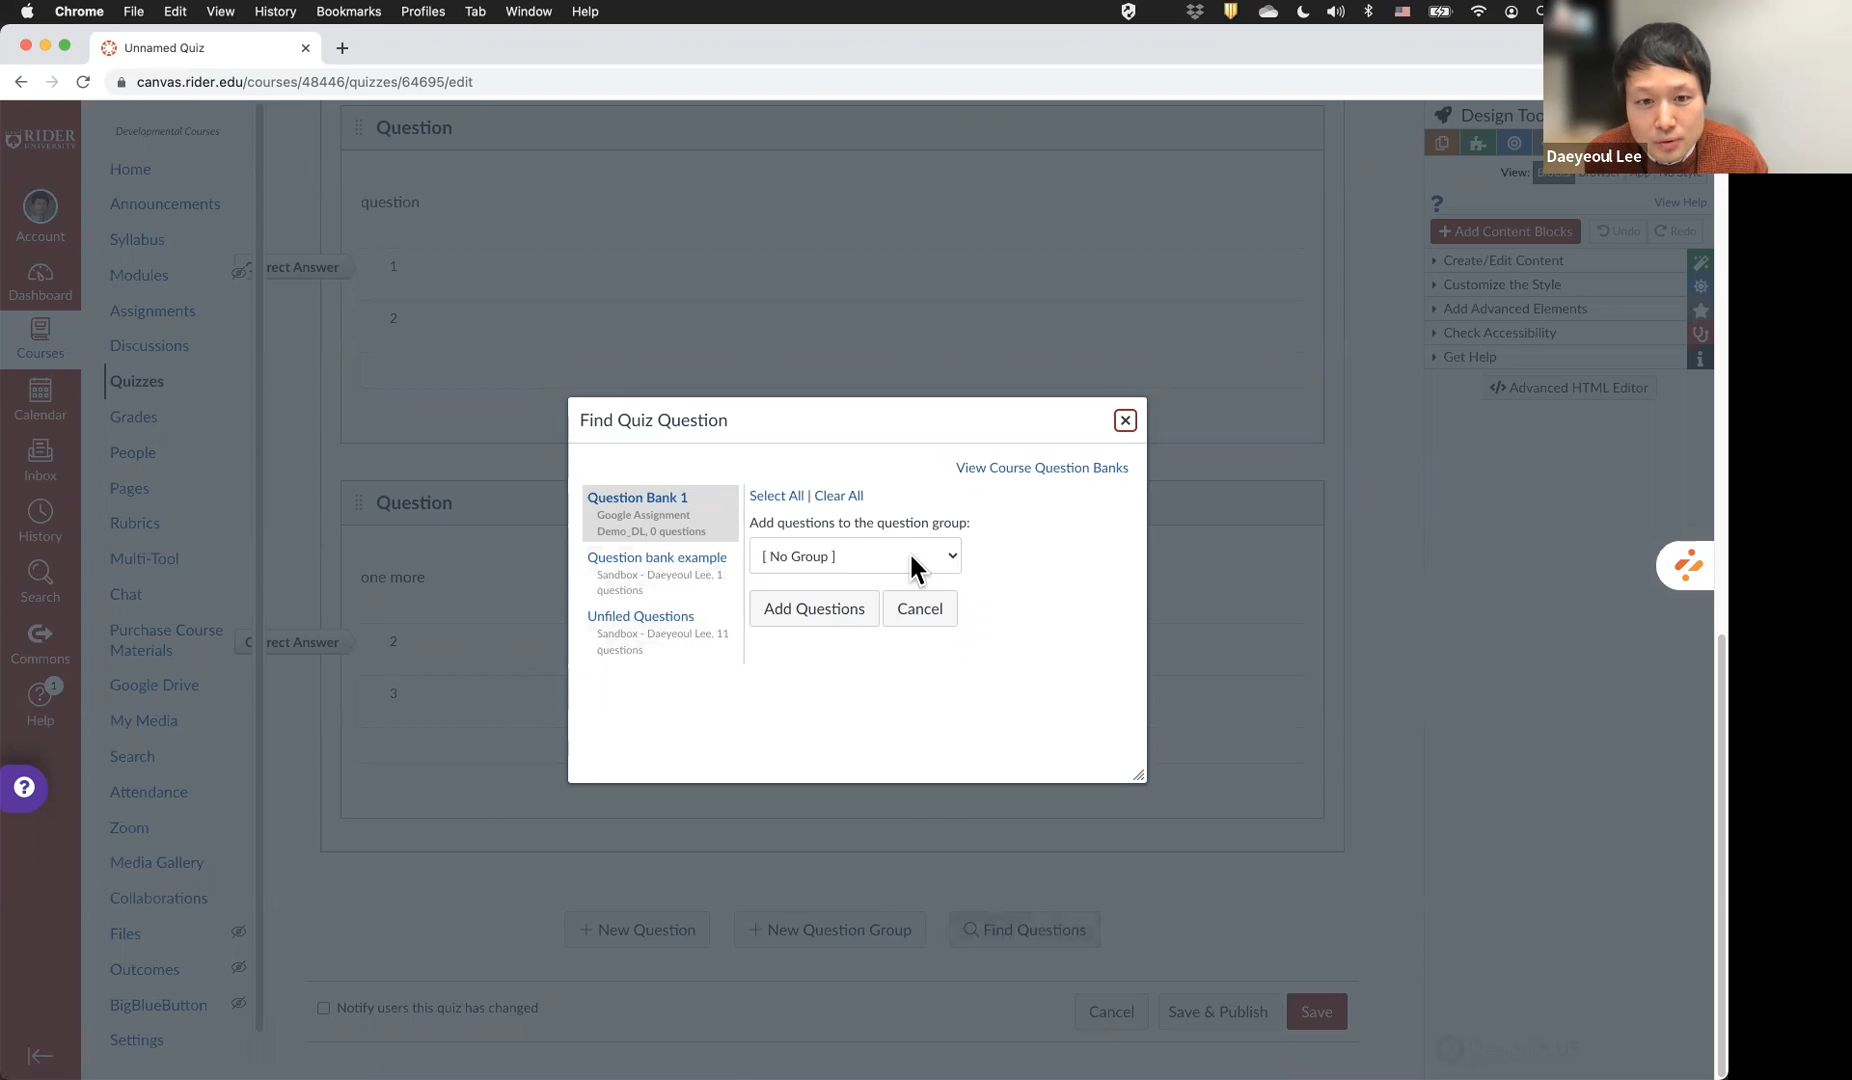 Chrome File Edit View History Bookmarks Profiles Tab Window Help
Unnamed Quiz
canvas.rider.edu/courses/48446/quizzes/64695/edit
Daeyeoul Lee
RIDER
UNIVERSITY
Account
Dashboard
Courses
Calendar
Inbox
History
Search
Commons
1
Help
Developmental Courses
Home
Announcements
Syllabus
Modules
Assignments
Discussions
Quizzes
Grades
People
Pages
Rubrics
Multi-Tool
Chat
Purchase Course
Materials
Google Drive
My Media
Search
Attendance
Zoom
Media Gallery
Collaborations
Files
Outcomes
BigBlueButton
Settings
Question
question
rect Answer
1
2
Question
one more
C rect Answer
2
3
Find Quiz Question
View Course Question Banks
Question Bank 1
Google Assignment
Demo_DL, 0 questions
Question bank example
Sandbox - Daeyeoul Lee, 1
questions
Unfiled Questions
Sandbox - Daeyeoul Lee, 11
questions
Select All | Clear All
Add questions to the question group:
[ No Group ]
Add Questions
Cancel
+ New Question
+ New Question Group
Find Questions
Notify users this quiz has changed
Cancel
Save & Publish
Save
Design Too
View:
View Help
+ Add Content Blocks
Undo
Redo
Create/Edit Content
Customize the Style
Add Advanced Elements
Check Accessibility
Get Help
</> Advanced HTML Editor